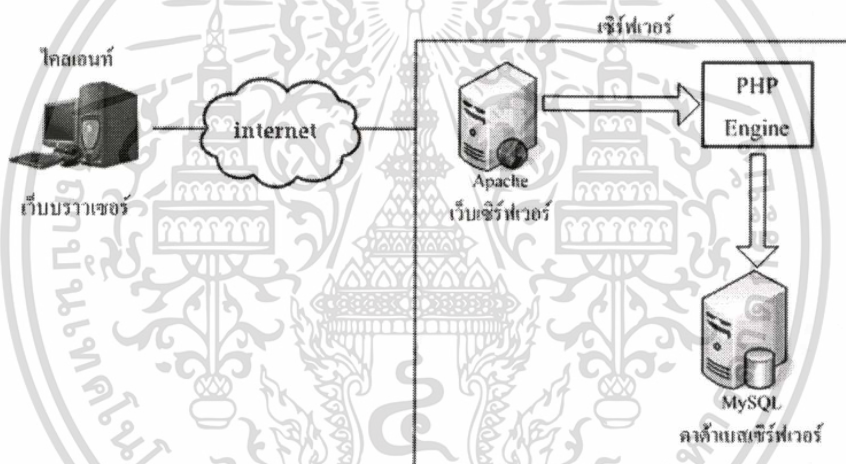 เซิร์ฟเวอร์
ไคลเอนท์
internet
เว็บบราวเซอร์
Apache
เว็บเซิร์ฟเวอร์
PHP
Engine
MySQL
ดาต้าเบสเซิร์ฟเวอร์